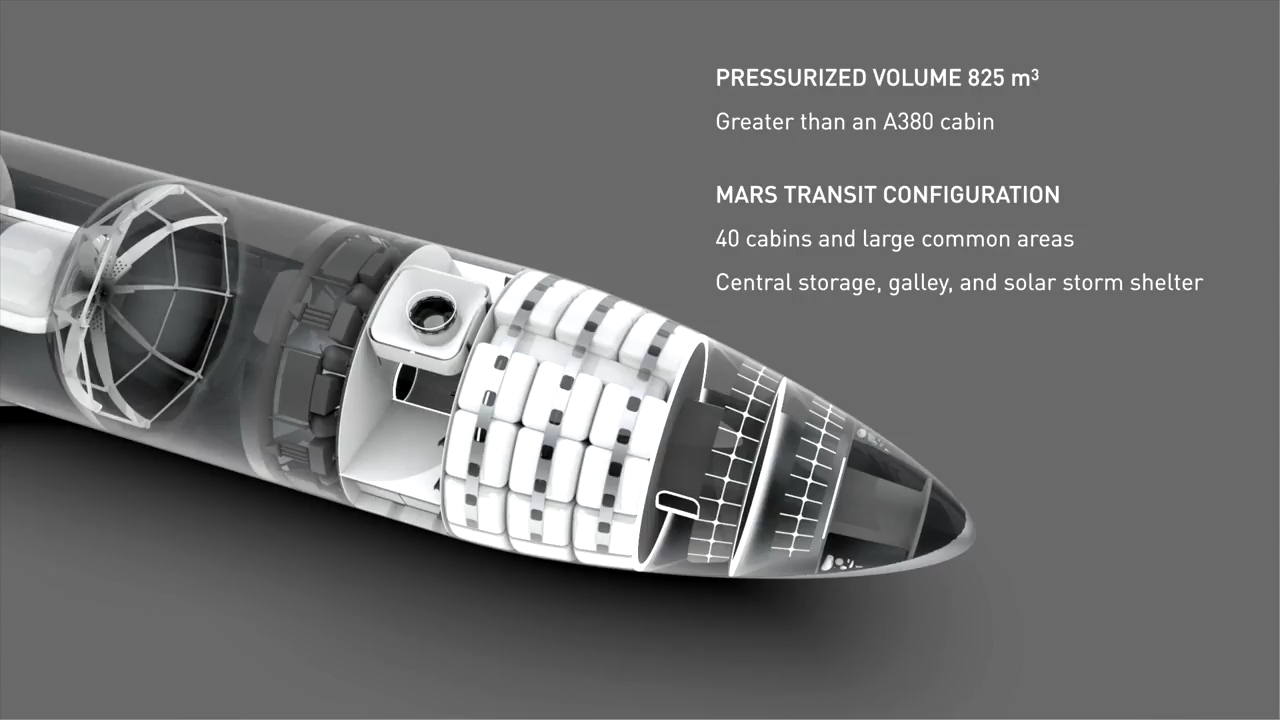 PRESSURIZED VOLUME 825 m³
Greater than an A380 cabin
MARS TRANSIT CONFIGURATION
40 cabins and large common areas
Central storage, galley, and solar storm shelter